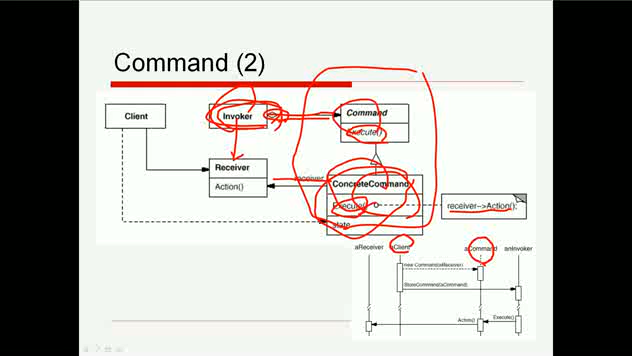 Command (2)
Client
Invoker
Command
Execute()
Receiver
Action()
receiver
ConcreteCommand
Execute()
state
receiver->Action();
aReceiver
aClient
aCommand
anInvoker
new Command(aReceiver)
StoreCommand(aCommand)
Action()
Execute()